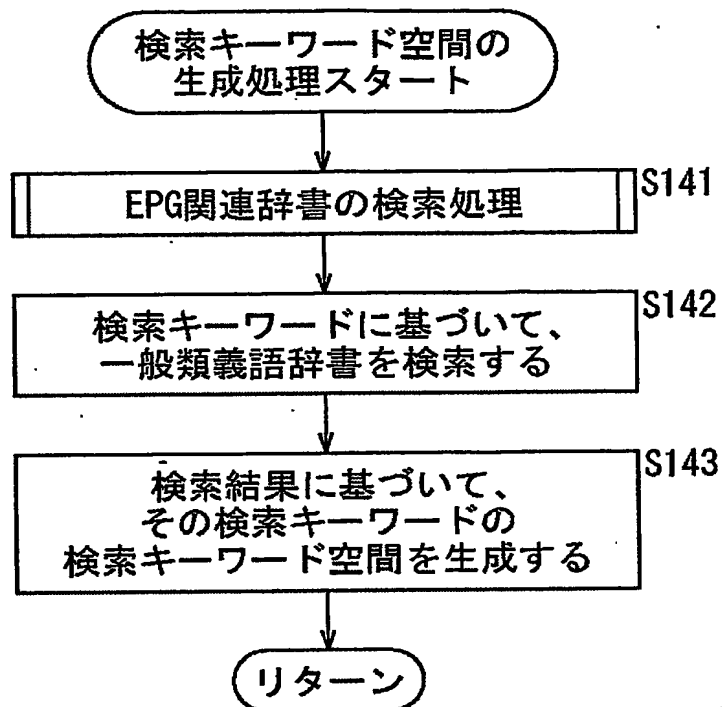 検索キーワード空間の
生成処理スタート
EPG関連辞書の検索処理
S141
検索キーワードに基づいて、
一般類義語辞書を検索する
S142
検索結果に基づいて、
その検索キーワードの
検索キーワード空間を生成する
S143
リターン